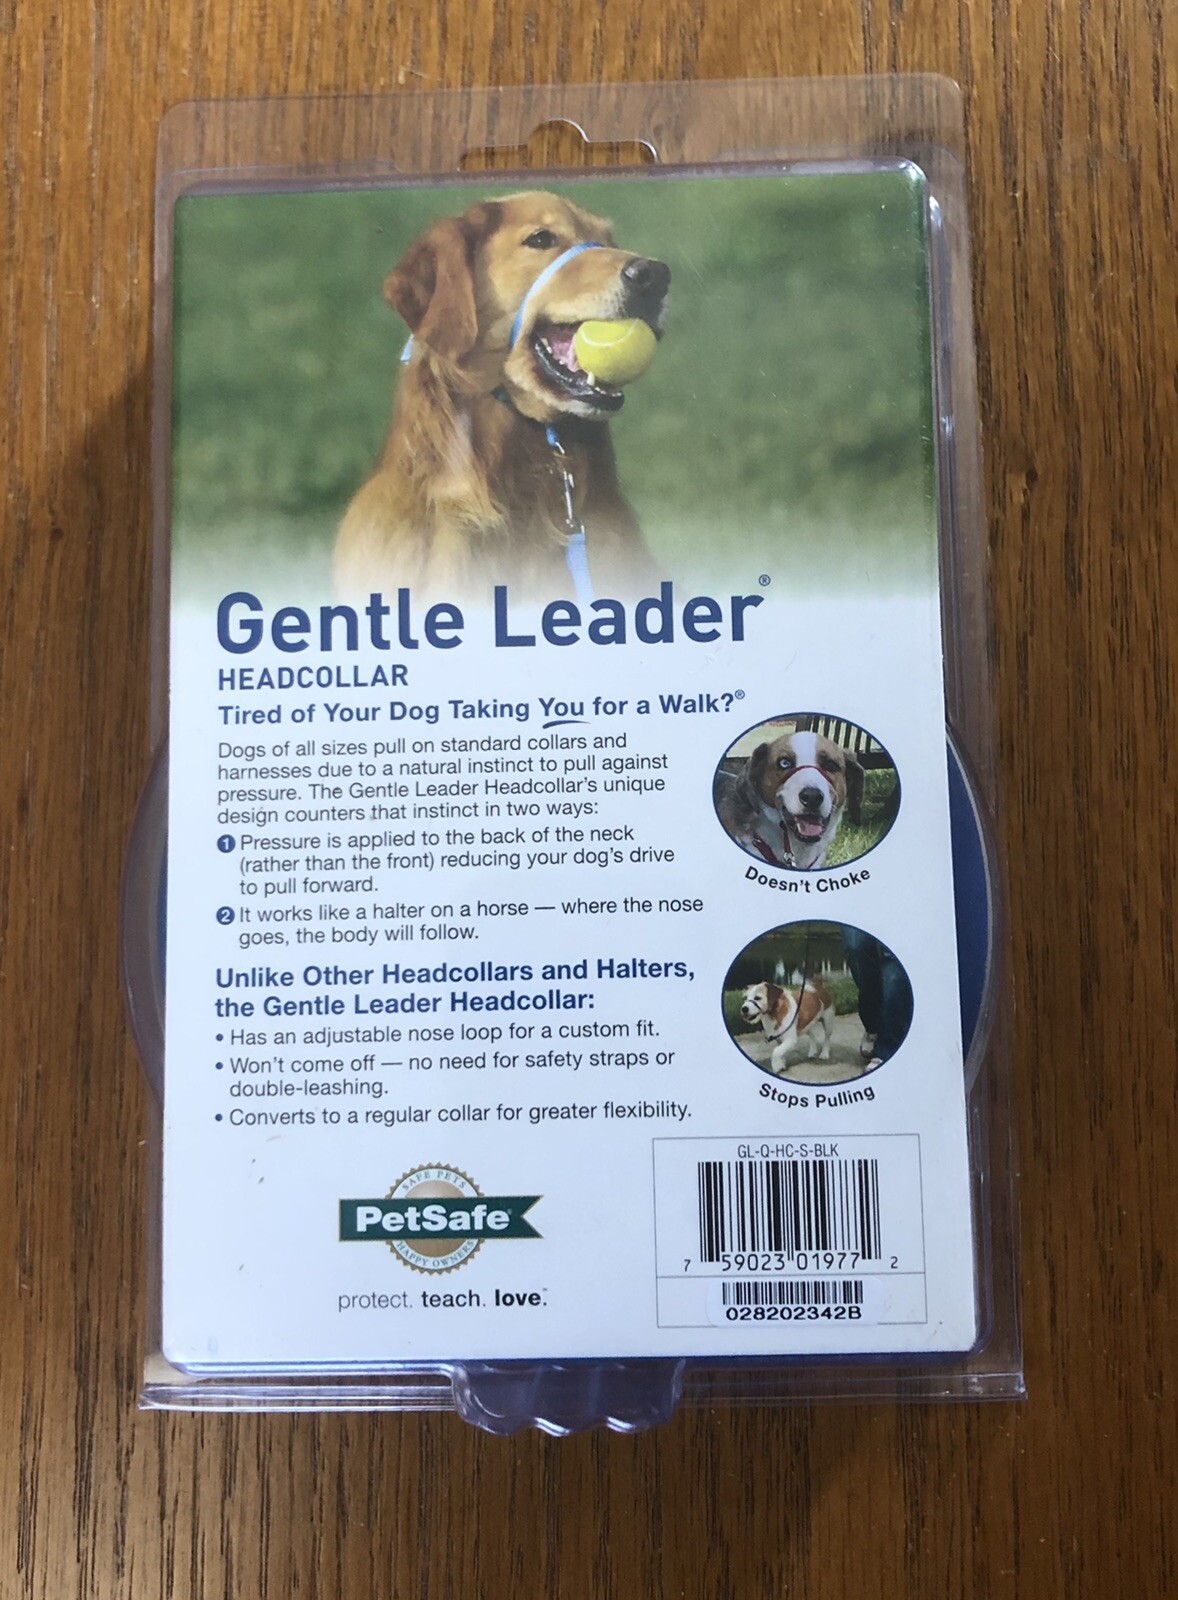 Gentle Leader®
HEADCOLLAR
Tired of Your Dog Taking You for a Walk?®
Dogs of all sizes pull on standard collars and
harnesses due to a natural instinct to pull against
pressure. The Gentle Leader Headcollar's unique
design counters that instinct in two ways:
1 Pressure is applied to the back of the neck
(rather than the front) reducing your dog's drive
to pull forward.
2 It works like a halter on a horse — where the nose
goes, the body will follow.
Doesn't Choke
Unlike Other Headcollars and Halters,
the Gentle Leader Headcollar:
• Has an adjustable nose loop for a custom fit.
• Won't come off — no need for safety straps or
double-leashing.
• Converts to a regular collar for greater flexibility.
Stops Pulling
SAFE PETS
PetSafe
HAPPY OWNERS
protect. teach. love.™
GL-Q-HC-S-BLK
7 59023 01977 2
028202342B